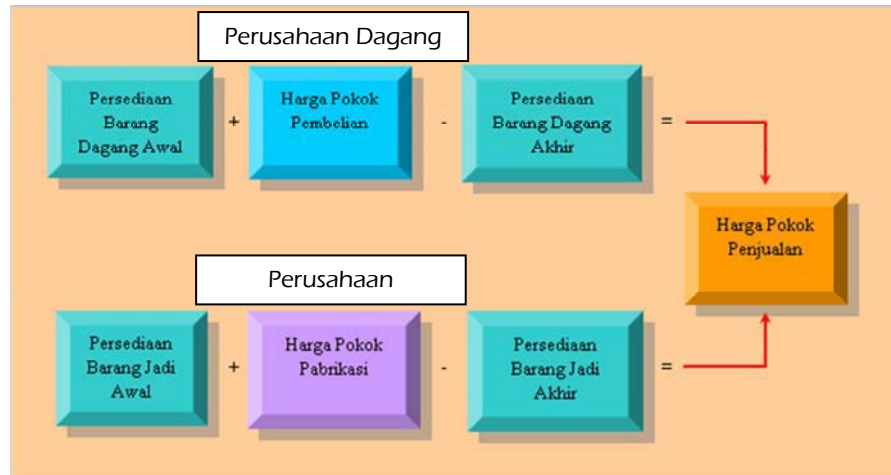 Perusahaan Dagang
Persediaan
Barang
Dagang Awal
+
Harga Pokok
Pembelian
-
Persediaan
Barang Dagang
Akhir
=
Harga Pokok
Penjualan
Perusahaan
Persediaan
Barang Jadi
Awal
+
Harga Pokok
Pabrikasi
-
Persediaan
Barang Jadi
Akhir
=